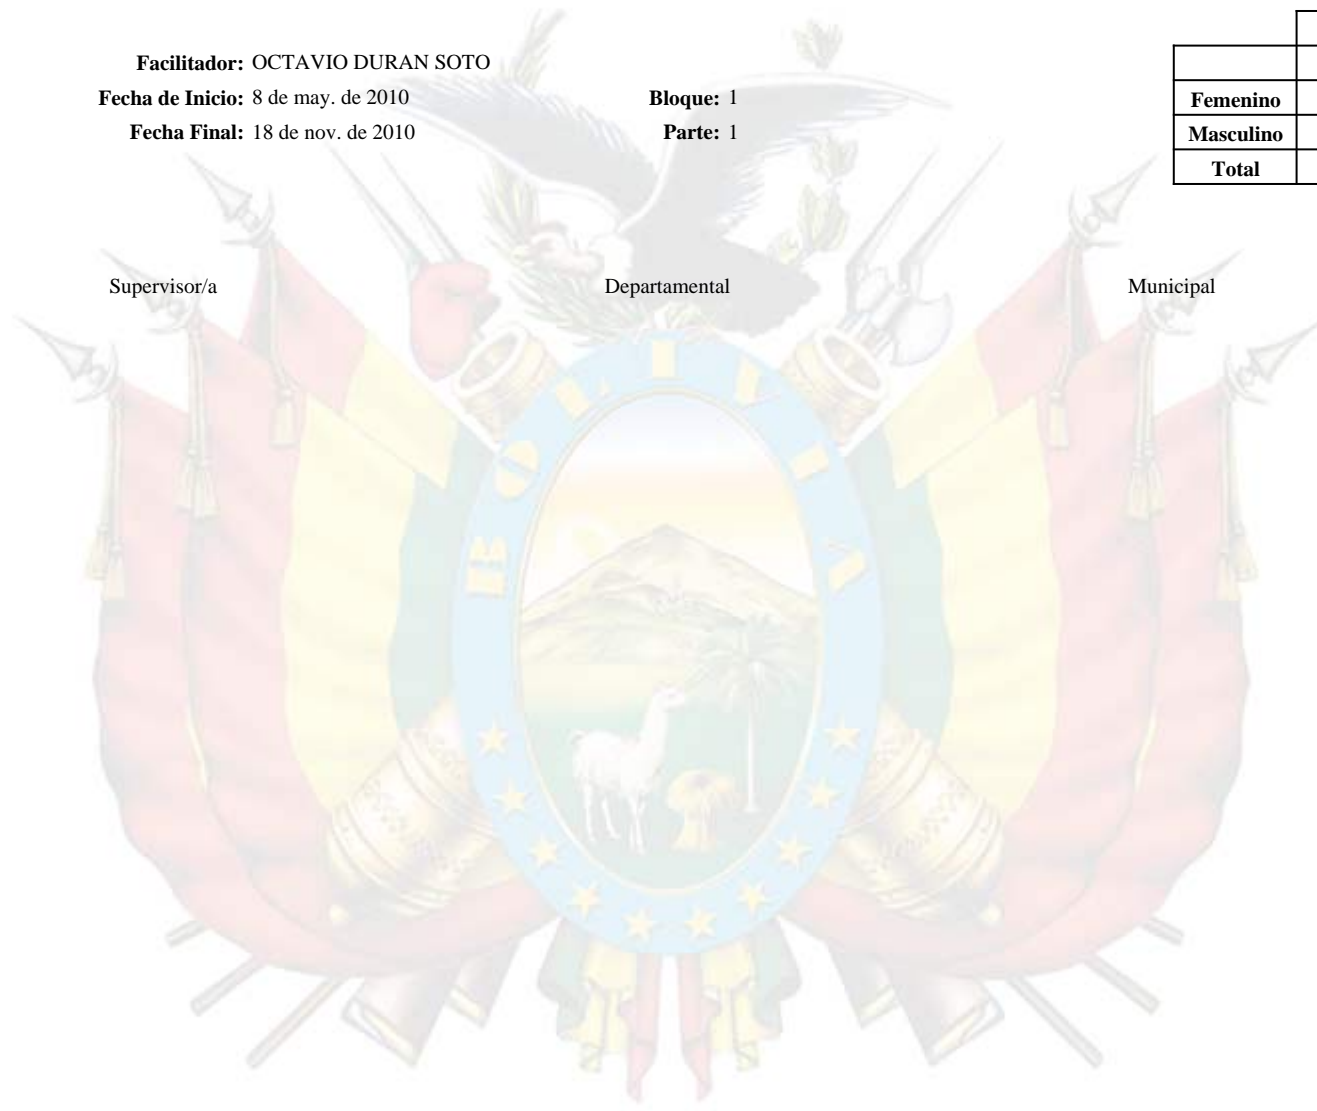 Facilitador: OCTAVIO DURAN SOTO
Fecha de Inicio: 8 de may. de 2010 Bloque: 1
Femenino
Fecha Final: 18 de nov. de 2010 Parte: 1
Masculino
Total
Supervisor/a Departamental Municipal
BOLIVIA